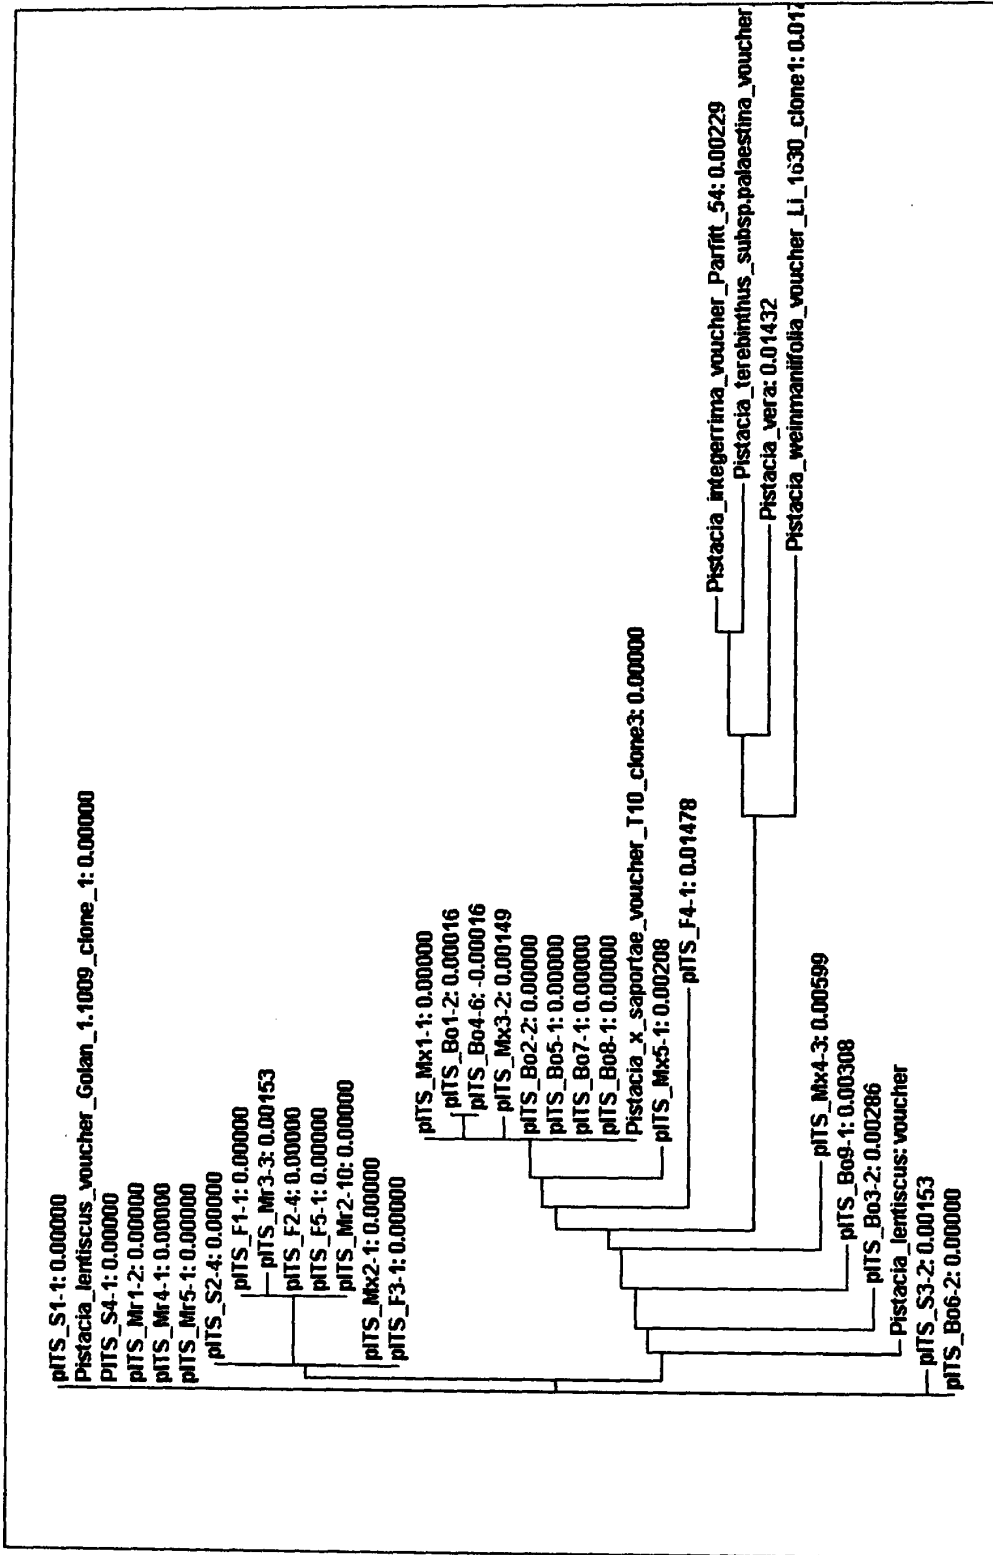 pITS_S1-1: 0.00000
Pistacia_lentiscus_voucher_Golan_1.1009_clone_1: 0.00000
PITS_S4-1: 0.00000
pITS_Mr1-2: 0.00000
pITS_Mr4-1: 0.00000
pITS_Mr5-1: 0.00000
pITS_S2-4: 0.00000
pITS_F1-1: 0.00000
pITS_Mr3-3: 0.00153
pITS_F2-4: 0.00000
pITS_F5-1: 0.00000
pITS_Mr2-10: 0.00000
pITS_Mx2-1: 0.00000
pITS_F3-1: 0.00000
pITS_Mx1-1: 0.00000
pITS_Bo1-2: 0.00016
pITS_Bo4-6: -0.00016
pITS_Mx3-2: 0.00149
pITS_Bo2-2: 0.00000
pITS_Bo5-1: 0.00000
pITS_Bo7-1: 0.00000
pITS_Bo8-1: 0.00000
Pistacia_x_saportae_voucher_T10_clone3: 0.00000
pITS_Mx5-1: 0.00208
pITS_F4-1: 0.01478
Pistacia_integerrima_voucher_Parfitt_54: 0.00229
Pistacia_terebinthus_subsp.palaestina_voucher
Pistacia_vera: 0.01432
Pistacia_weinmaniifolia_voucher_Li_1630_clone1: 0.017
pITS_Mx4-3: 0.00599
pITS_Bo9-1: 0.00308
pITS_Bo3-2: 0.00286
Pistacia_lentiscus: voucher
pITS_S3-2: 0.00153
pITS_Bo6-2: 0.00000